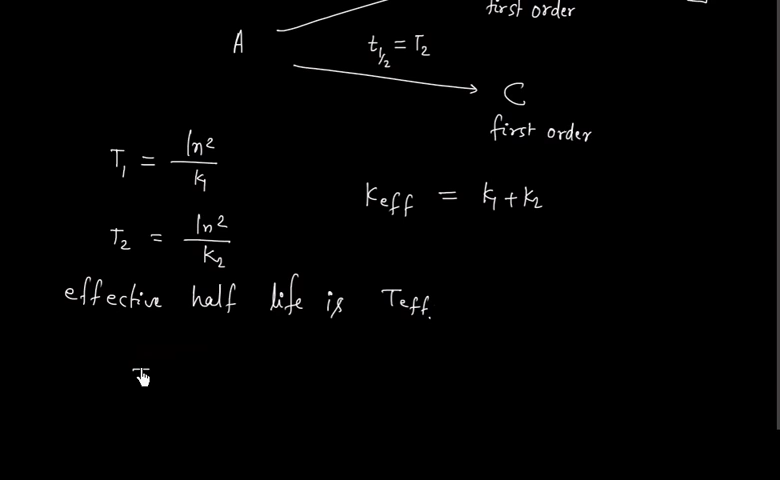 first order
A
t1/2 = T2
C
first order
T1 = ln2/k1
keff = k1 + k2
T2 = ln2/k2
effective half life is Teff.
T